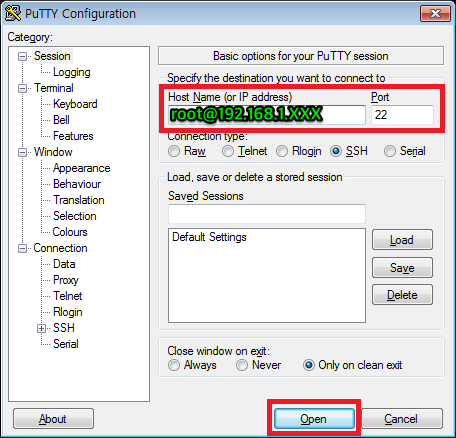 PuTTY Configuration
Category:
Session
Logging
Terminal
Keyboard
Bell
Features
Window
Appearance
Behaviour
Translation
Selection
Colours
Connection
Data
Proxy
Telnet
Rlogin
SSH
Serial
Basic options for your PuTTY session
Specify the destination you want to connect to
Host Name (or IP address) Port
root@192.168.1.XXX 22
Connection type:
Raw Telnet Rlogin SSH Serial
Load, save or delete a stored session
Saved Sessions
Default Settings
Load
Save
Delete
Close window on exit:
Always Never Only on clean exit
About Open Cancel